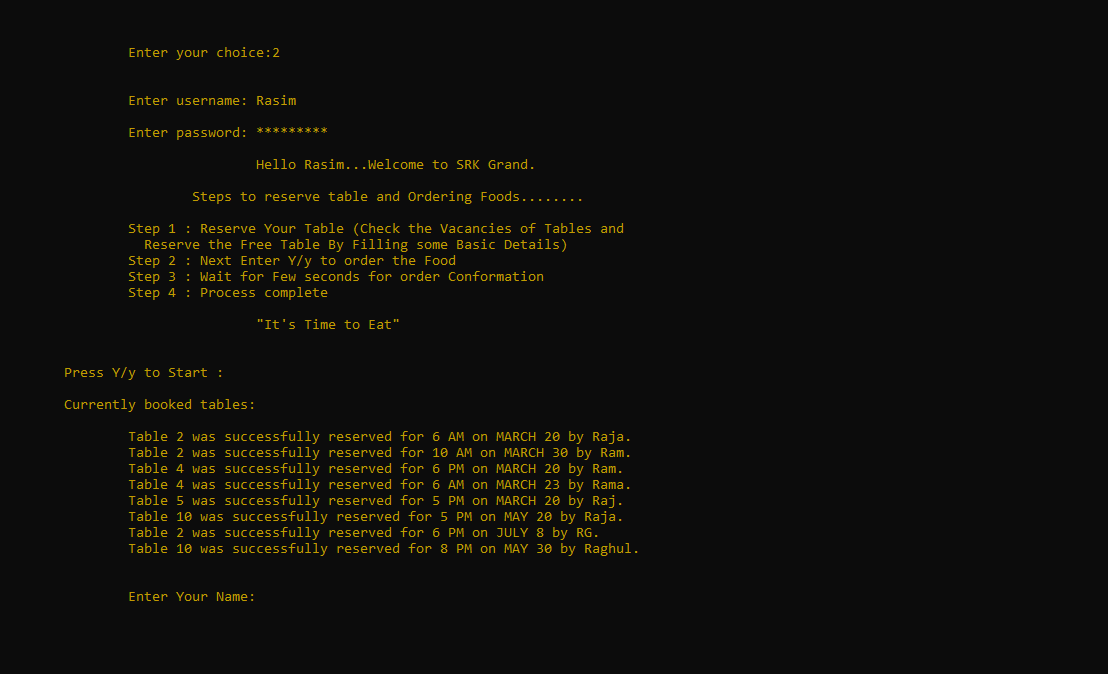 Enter your choice:2
Enter username: Rasim
Enter password: *********
Hello Rasim...Welcome to SRK Grand.
Steps to reserve table and Ordering Foods........
Step 1 : Reserve Your Table (Check the Vacancies of Tables and
Reserve the Free Table By Filling some Basic Details)
Step 2 : Next Enter Y/y to order the Food
Step 3 : Wait for Few seconds for order Conformation
Step 4 : Process complete
"It's Time to Eat"
Press Y/y to Start :
Currently booked tables:
Table 2 was successfully reserved for 6 AM on MARCH 20 by Raja.
Table 2 was successfully reserved for 10 AM on MARCH 30 by Ram.
Table 4 was successfully reserved for 6 PM on MARCH 20 by Ram.
Table 4 was successfully reserved for 6 AM on MARCH 23 by Rama.
Table 5 was successfully reserved for 5 PM on MARCH 20 by Raj.
Table 10 was successfully reserved for 5 PM on MAY 20 by Raja.
Table 2 was successfully reserved for 6 PM on JULY 8 by RG.
Table 10 was successfully reserved for 8 PM on MAY 30 by Raghul.
Enter Your Name: